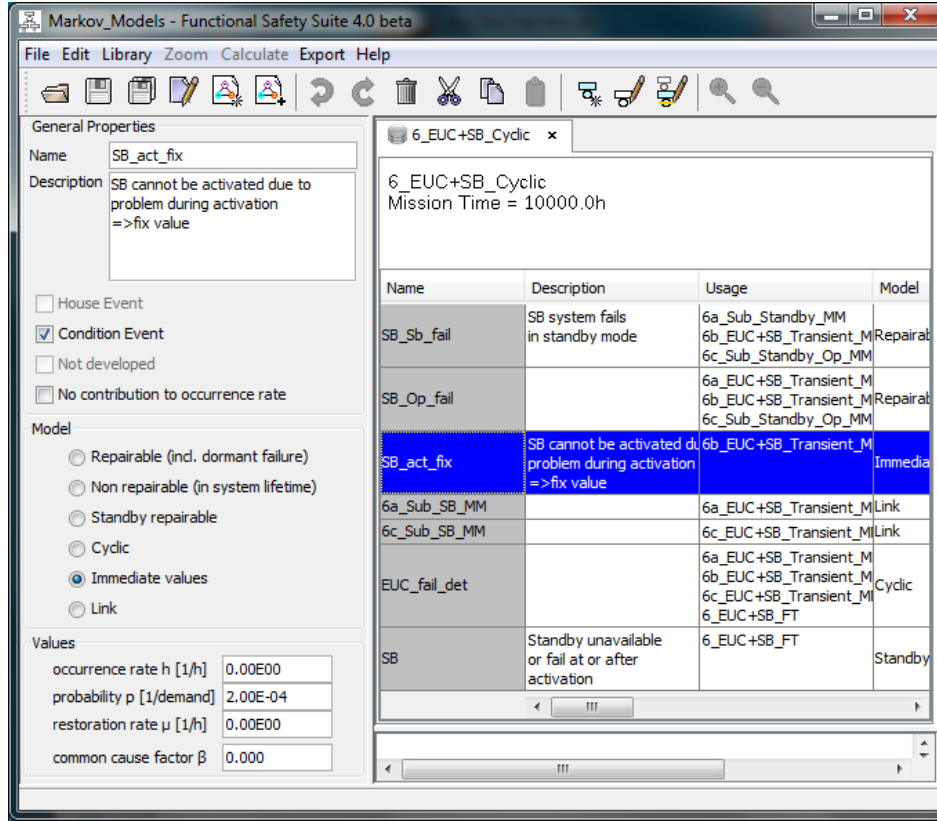 Markov_Models - Functional Safety Suite 4.0 beta
File Edit Library Zoom Calculate Export Help
General Properties
Name SB_act_fix
Description SB cannot be activated due to
problem during activation
=>fix value
House Event
Condition Event
Not developed
No contribution to occurrence rate
Model
Repairable (incl. dormant failure)
Non repairable (in system lifetime)
Standby repairable
Cyclic
Immediate values
Link
Values
occurrence rate h [1/h] 0.00E00
probability p [1/demand] 2.00E-04
restoration rate μ [1/h] 0.00E00
common cause factor β 0.000
6_EUC+SB_Cyclic ×
6_EUC+SB_Cyclic
Mission Time = 10000.0h
Name Description Usage Model
SB_Sb_fail
SB system fails
in standby mode
6a_Sub_Standby_MM
6b_EUC+SB_Transient_M
6c_Sub_Standby_Op_MM
Repairab
SB_Op_fail
6a_EUC+SB_Transient_M
6b_EUC+SB_Transient_M
6c_Sub_Standby_Op_MM
Repairab
SB_act_fix
SB cannot be activated du
problem during activation
=>fix value
6b_EUC+SB_Transient_M
Immedia
6a_Sub_SB_MM 6a_EUC+SB_Transient_M Link
6c_Sub_SB_MM 6c_EUC+SB_Transient_MI Link
EUC_fail_det
6a_EUC+SB_Transient_M
6b_EUC+SB_Transient_M
6c_EUC+SB_Transient_MI
6_EUC+SB_FT
Cyclic
SB
Standby unavailable
or fail at or after
activation
6_EUC+SB_FT
Standby